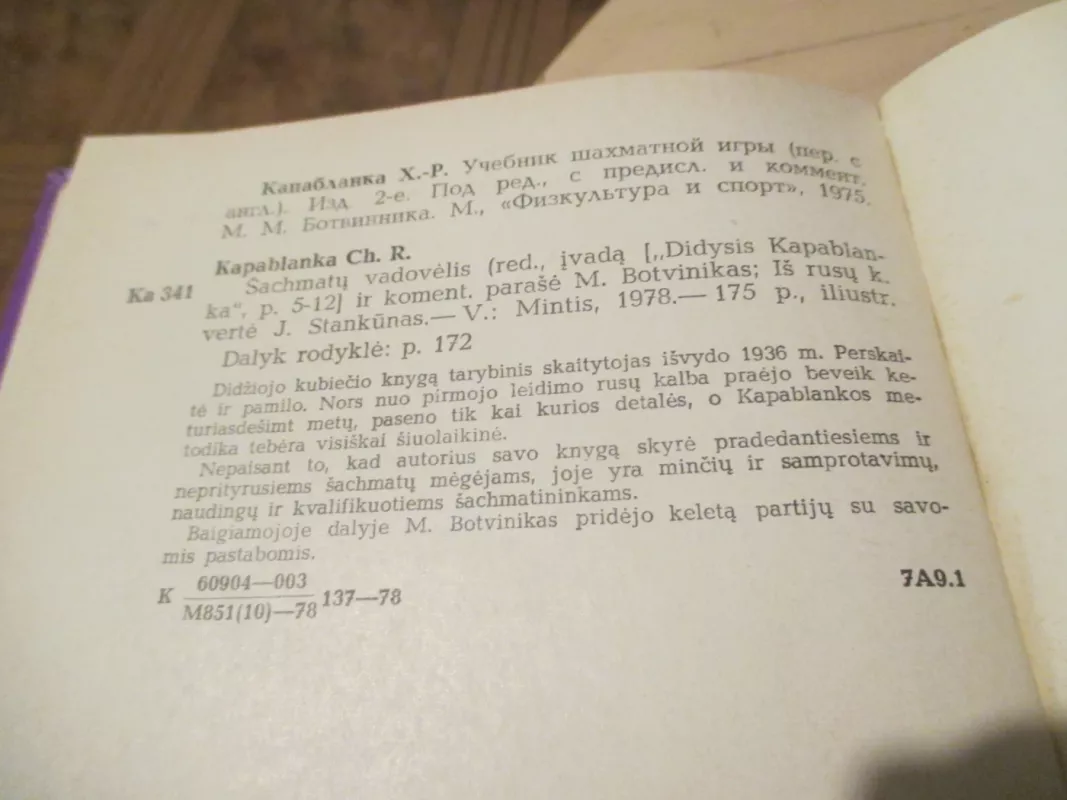 Капабланка Х.-Р. Учебник шахматной игры (пер. с
англ.). Изд. 2-е. Под ред., с предисл. и коммент.
М. М. Ботвинника. М., «Физкультура и спорт», 1975.
Kapablanka Ch. R.
Ka 341 Šachmatų vadovėlis (red., įvadą [„Didysis Kapablan-
ka“, p. 5-12] ir koment. parašė M. Botvinikas; Iš rusų k.
vertė J. Stankūnas.— V.: Mintis, 1978.— 175 p., iliustr.
Dalyk rodyklė: p. 172
Didžiojo kubiečio knygą tarybinis skaitytojas išvydo 1936 m. Perskai-
tė ir pamilo. Nors nuo pirmojo leidimo rusų kalba praėjo beveik ke-
turiasdešimt metų, paseno tik kai kurios detalės, o Kapablankos me-
todika tebėra visiškai šiuolaikinė.
Nepaisant to, kad autorius savo knygą skyrė pradedantiesiems ir
neprityrusiems šachmatų mėgėjams, joje yra minčių ir samprotavimų,
naudingų ir kvalifikuotiems šachmatininkams.
Baigiamojoje dalyje M. Botvinikas pridėjo keletą partijų su savo-
mis pastabomis.
K 60904—003
M851(10)—78 137—78
7A9.1